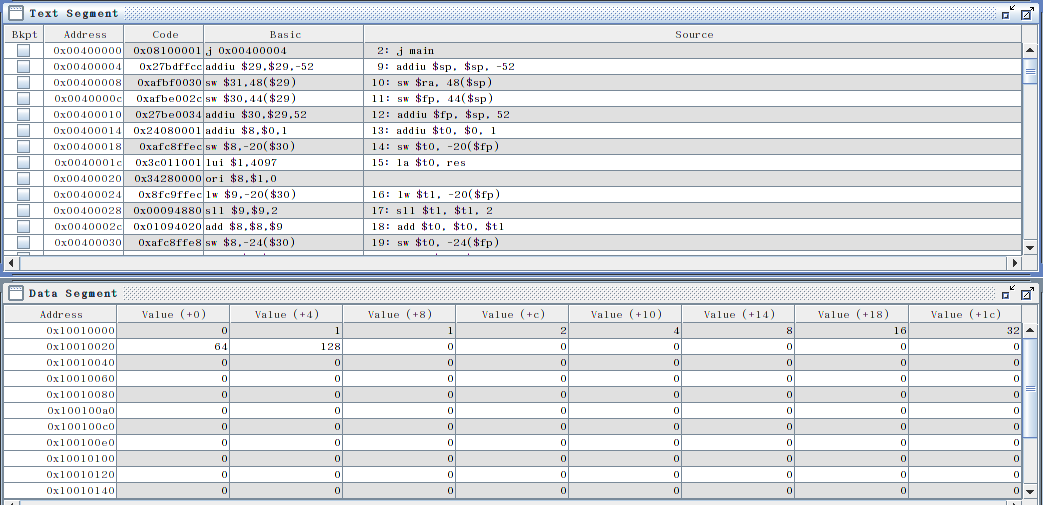 Text Segment
Bkpt Address Code Basic Source
0x00400000 0x08100001 j 0x00400004 2: j main
0x00400004 0x27bdffcc addiu $29,$29,-52 9: addiu $sp, $sp, -52
0x00400008 0xafbf0030 sw $31,48($29) 10: sw $ra, 48($sp)
0x0040000c 0xafbe002c sw $30,44($29) 11: sw $fp, 44($sp)
0x00400010 0x27be0034 addiu $30,$29,52 12: addiu $fp, $sp, 52
0x00400014 0x24080001 addiu $8,$0,1 13: addiu $t0, $0, 1
0x00400018 0xafc8ffec sw $8,-20($30) 14: sw $t0, -20($fp)
0x0040001c 0x3c011001 lui $1,4097 15: la $t0, res
0x00400020 0x34280000 ori $8,$1,0
0x00400024 0x8fc9ffec lw $9,-20($30) 16: lw $t1, -20($fp)
0x00400028 0x00094880 sll $9,$9,2 17: sll $t1, $t1, 2
0x0040002c 0x01094020 add $8,$8,$9 18: add $t0, $t0, $t1
0x00400030 0xafc8ffe8 sw $8,-24($30) 19: sw $t0, -24($fp)
Data Segment
Address Value (+0) Value (+4) Value (+8) Value (+c) Value (+10) Value (+14) Value (+18) Value (+1c)
0x10010000 0 1 1 2 4 8 16 32
0x10010020 64 128 0 0 0 0 0 0
0x10010040 0 0 0 0 0 0 0 0
0x10010060 0 0 0 0 0 0 0 0
0x10010080 0 0 0 0 0 0 0 0
0x100100a0 0 0 0 0 0 0 0 0
0x100100c0 0 0 0 0 0 0 0 0
0x100100e0 0 0 0 0 0 0 0 0
0x10010100 0 0 0 0 0 0 0 0
0x10010120 0 0 0 0 0 0 0 0
0x10010140 0 0 0 0 0 0 0 0